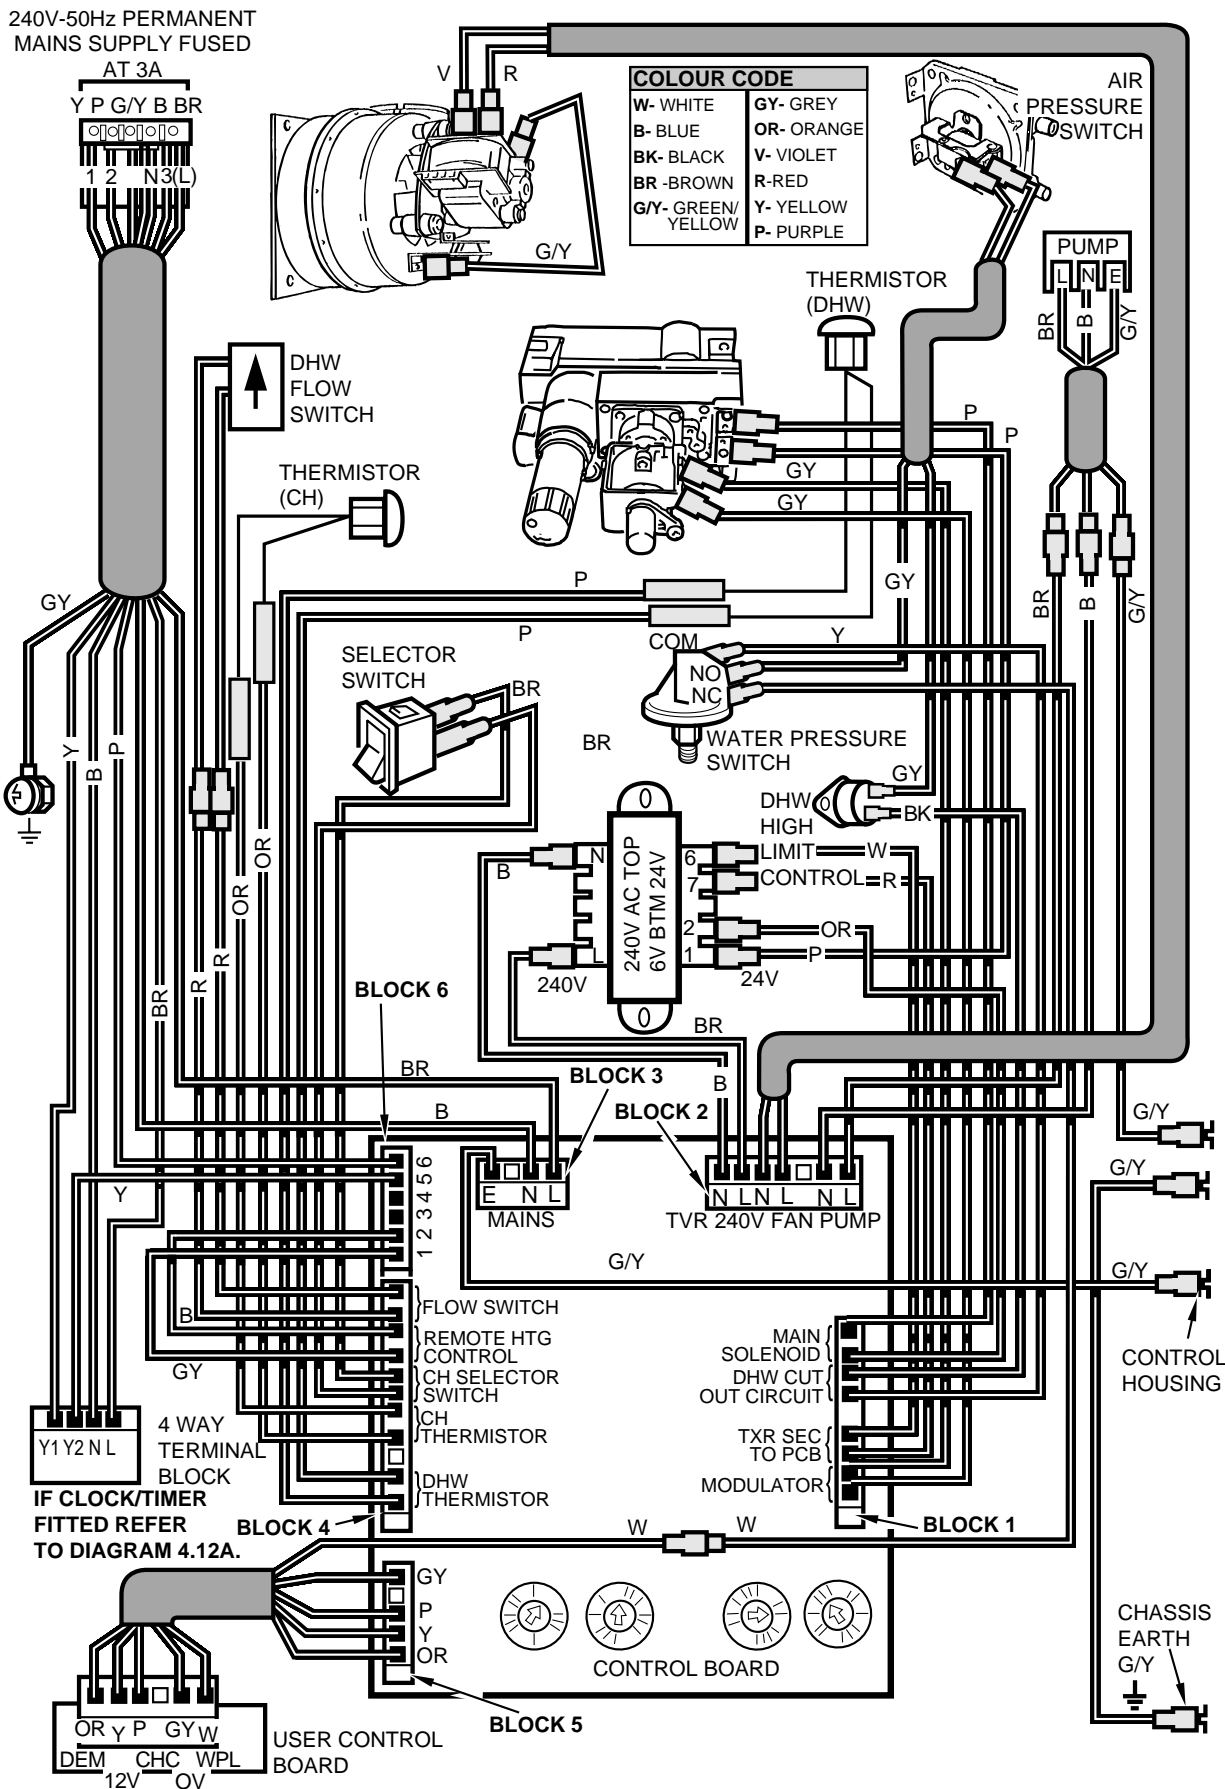 240V-50Hz PERMANENT
MAINS SUPPLY FUSED
AT 3A
Y P G/Y B BR
1 2 N 3(L)
V
R
G/Y
COLOUR CODE
W- WHITE
B- BLUE
BK- BLACK
BR -BROWN
G/Y- GREEN/
YELLOW
GY- GREY
OR- ORANGE
V- VIOLET
R-RED
Y- YELLOW
P- PURPLE
AIR
PRESSURE
SWITCH
PUMP
L N E
BR
B
G/Y
THERMISTOR
(DHW)
DHW
FLOW
SWITCH
P
P
GY
GY
THERMISTOR
(CH)
GY
P
P
GY
BR
B
G/Y
COM
NO
NC
Y
WATER PRESSURE
SWITCH
SELECTOR
SWITCH
BR
BR
Y
B
P
GY
BK
DHW
HIGH
LIMIT
CONTROL
W
R
OR
P
N
L
B
240V
240V AC TOP
6V BTM 24V
6
7
2
1
24V
OR
OR
R
R
BR
BLOCK 6
BR
BR
B
B
BLOCK 3
BLOCK 2
G/Y
G/Y
G/Y
Y
1 2 3 4 5 6
E N L
MAINS
N L N L N L
TVR 240V FAN PUMP
G/Y
CONTROL
HOUSING
B
GY
FLOW SWITCH
REMOTE HTG
CONTROL
CH SELECTOR
SWITCH
CH
THERMISTOR
DHW
THERMISTOR
MAIN
SOLENOID
DHW CUT
OUT CIRCUIT
TXR SEC
TO PCB
MODULATOR
Y1 Y2 N L
4 WAY
TERMINAL
BLOCK
IF CLOCK/TIMER
FITTED REFER
TO DIAGRAM 4.12A.
BLOCK 4
BLOCK 1
W
W
GY
P
Y
OR
CONTROL BOARD
CHASSIS
EARTH
G/Y
BLOCK 5
OR Y P GY W
DEM CHC WPL
12V OV
USER CONTROL
BOARD